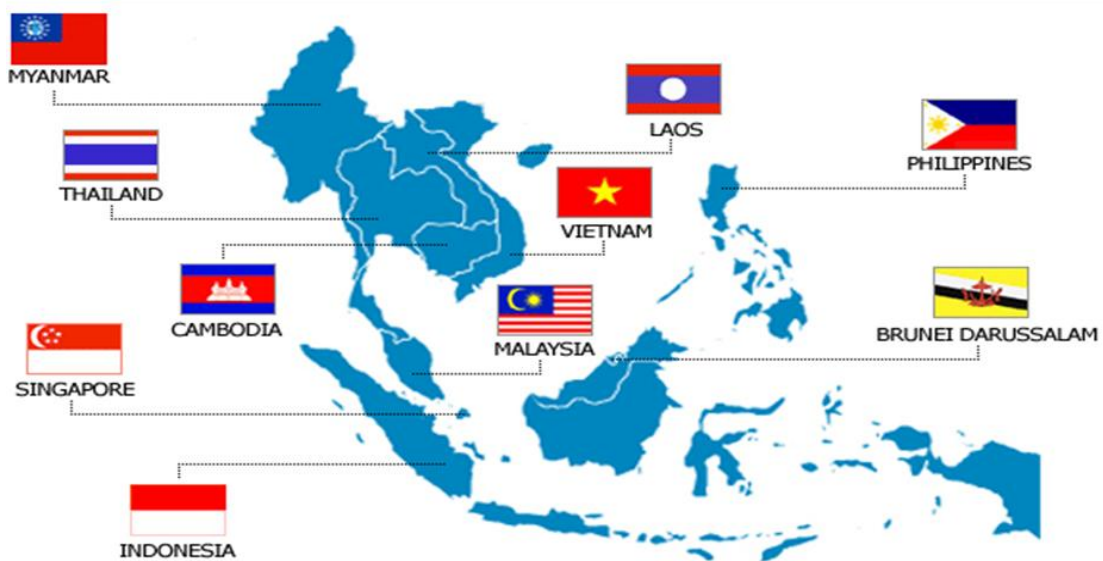 MYANMAR
LAOS
PHILIPPINES
THAILAND
VIETNAM
CAMBODIA
MALAYSIA
BRUNEI DARUSSALAM
SINGAPORE
INDONESIA